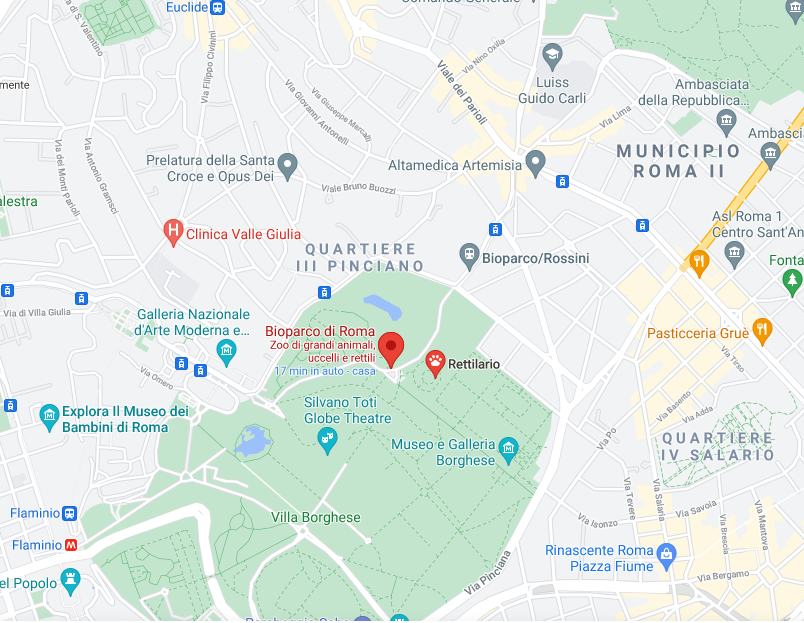 Comando Generale
Euclide
Via di S. Valentino
Via Filippo Civinini
Via Nino Oxilia
Luiss
Guido Carli
Viale dei Parioli
Ambasciata
della Repubblica...
Via Giuseppe Mercalli
Via Giovanni Antonelli
Via Lima
Ambascia
MUNICIPIO
ROMA II
Via dei Monti Parioli
Via Antonio Gramsci
Prelatura della Santa
Croce e Opus Dei
Altamedica Artemisia
Viale Bruno Buozzi
alestra
Asl Roma 1
Centro Sant'An
Clinica Valle Giulia
QUARTIERE
III PINCIANO
Bioparco/Rossini
Fonta
Via di Villa Giulia
Galleria Nazionale
d'Arte Moderna e...
Bioparco di Roma
Zoo di grandi animali,
uccelli e rettili
17 min in auto - casa
Rettilario
Pasticceria Gruè
Via Tirso
Via Omero
Silvano Toti
Globe Theatre
Via Basento
Via Adda
Explora Il Museo dei
Bambini di Roma
Museo e Galleria
Borghese
Via Po
QUARTIERE
IV SALARIO
Via Tevere
Via Salaria
Flaminio
Villa Borghese
Via Isonzo
Via Savoia
Via Brescia
Via Mantova
Flaminio
Rinascente Roma
Piazza Fiume
Via Pinciana
Via Bergamo
el Popolo